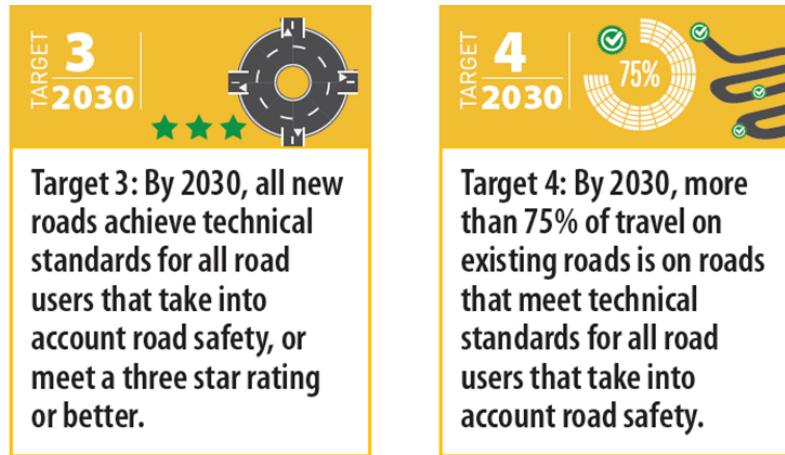 TARGET
3
2030
Target 3: By 2030, all new
roads achieve technical
standards for all road
users that take into
account road safety, or
meet a three star rating
or better.
TARGET
4
2030
75%
Target 4: By 2030, more
than 75% of travel on
existing roads is on roads
that meet technical
standards for all road
users that take into
account road safety.